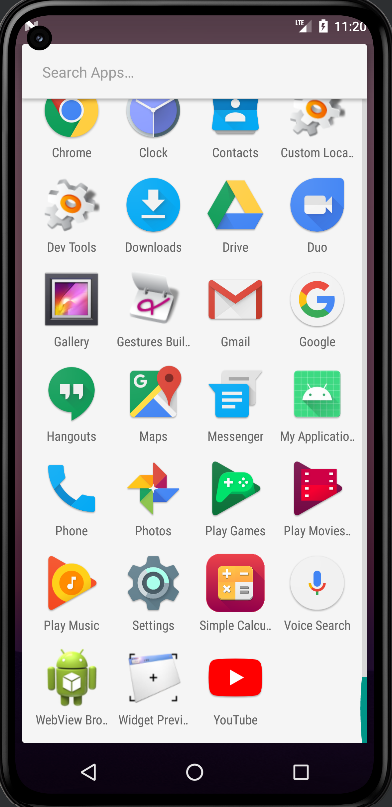 LTE 11:20
Search Apps...
Chrome Clock Contacts Custom Loca..
Dev Tools Downloads Drive Duo
Gallery Gestures Buil.. Gmail Google
Hangouts Maps Messenger My Applicatio..
Phone Photos Play Games Play Movies..
Play Music Settings Simple Calcu.. Voice Search
WebView Bro.. Widget Previ.. YouTube